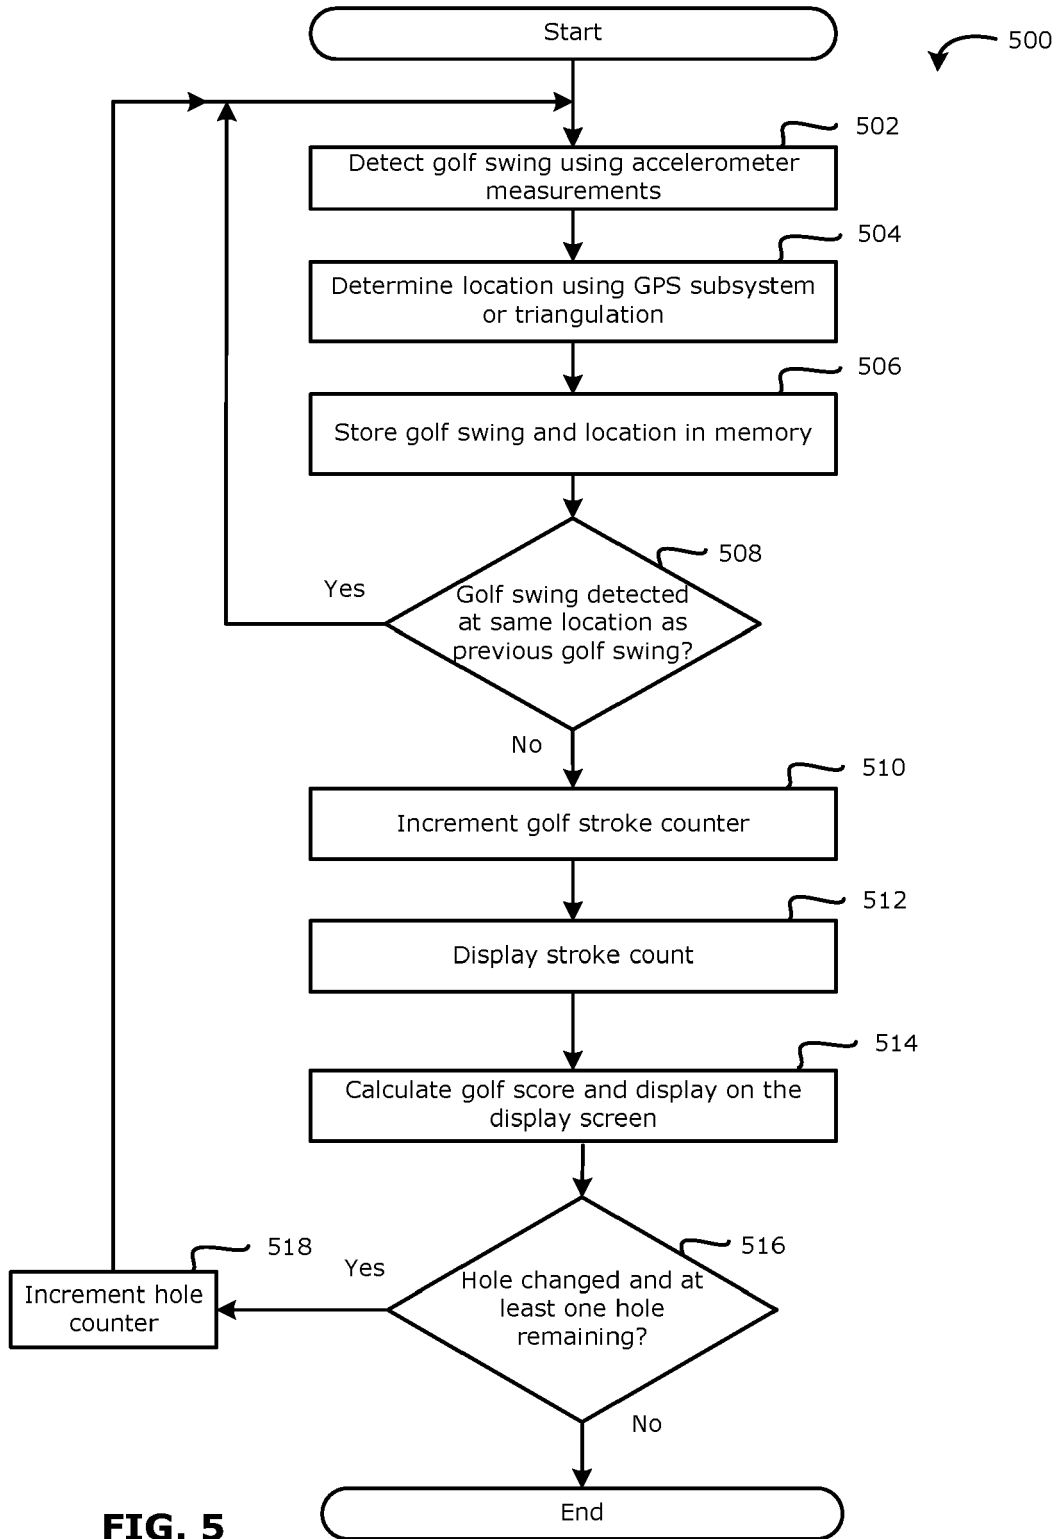 Start
500
502
Detect golf swing using accelerometer
measurements
504
Determine location using GPS subsystem
or triangulation
506
Store golf swing and location in memory
508
Yes
Golf swing detected
at same location as
previous golf swing?
No
510
Increment golf stroke counter
512
Display stroke count
514
Calculate golf score and display on the
display screen
516
518
Yes
Hole changed and at
least one hole
remaining?
Increment hole
counter
No
End
FIG. 5